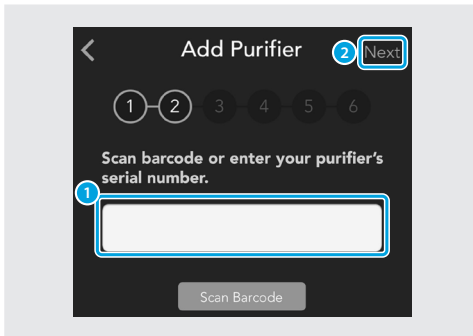 Add Purifier
2 Next
1 2 3 4 5 6
Scan barcode or enter your purifier's
serial number.
1
Scan Barcode